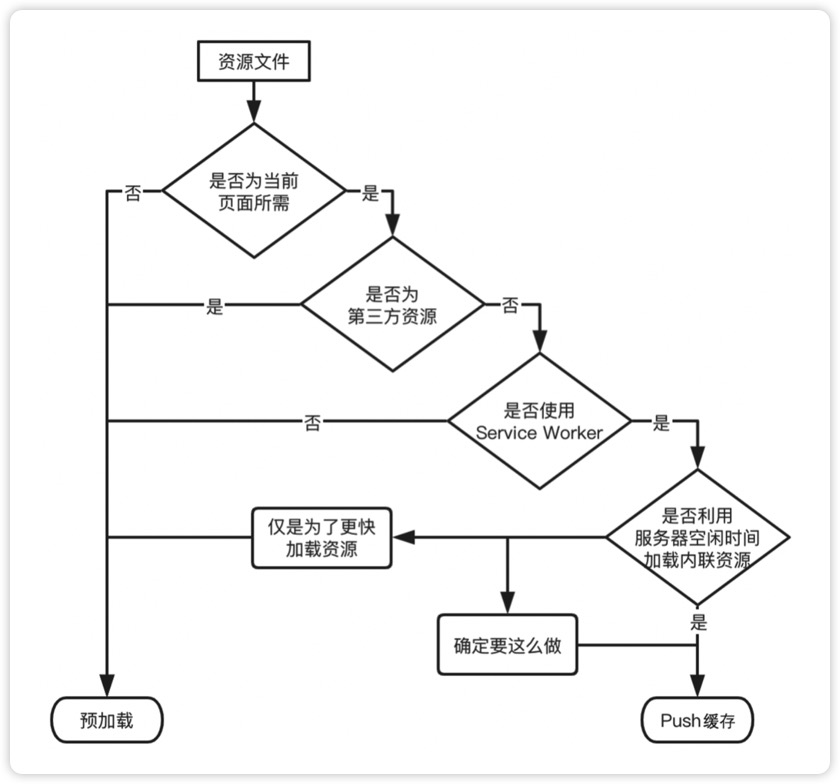 资源文件
是否为当前
页面所需
否
是
是否为
第三方资源
是
否
是否使用
Service Worker
否
是
是否利用
服务器空闲时间
加载内联资源
仅是为了更快
加载资源
是
确定要这么做
预加载
Push缓存